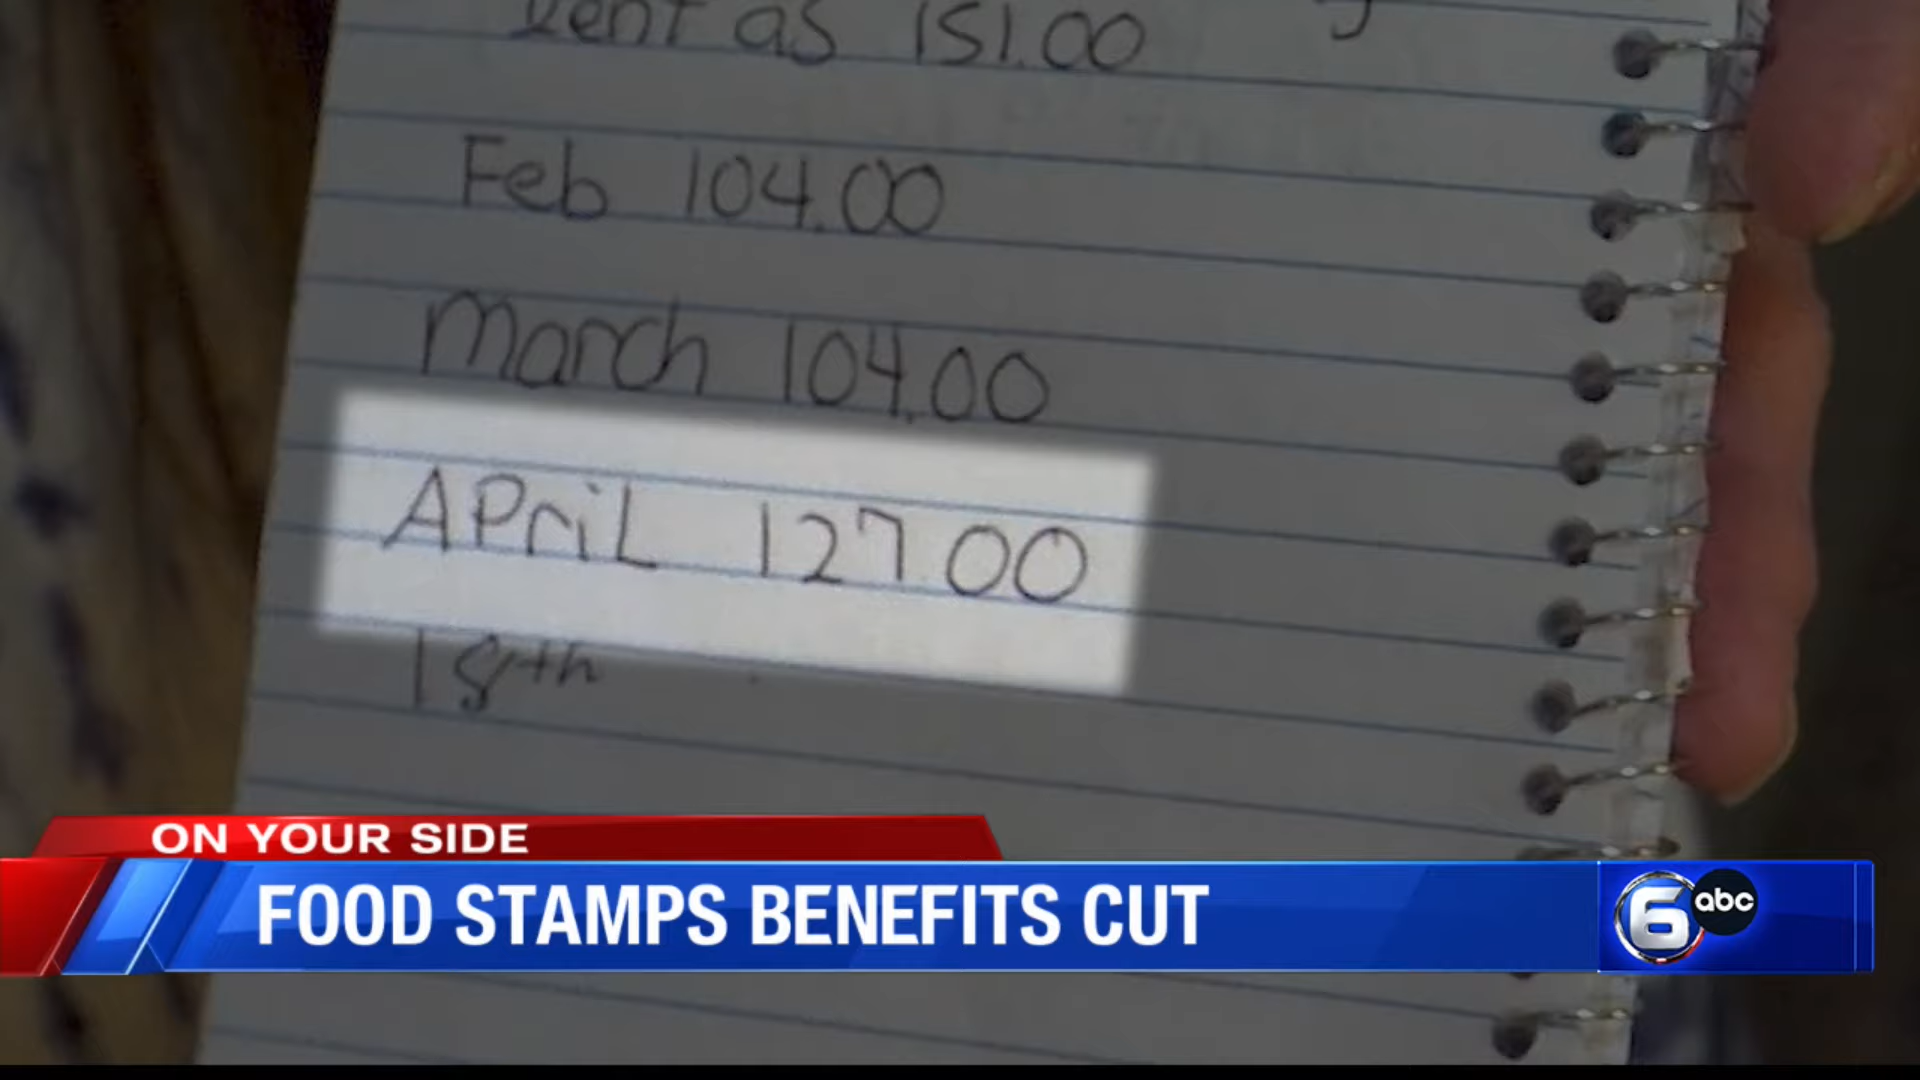 Rent as 151.00
Feb 104.00
March 104.00
APriL 127.00
18th
ON YOUR SIDE
FOOD STAMPS BENEFITS CUT
6 abc